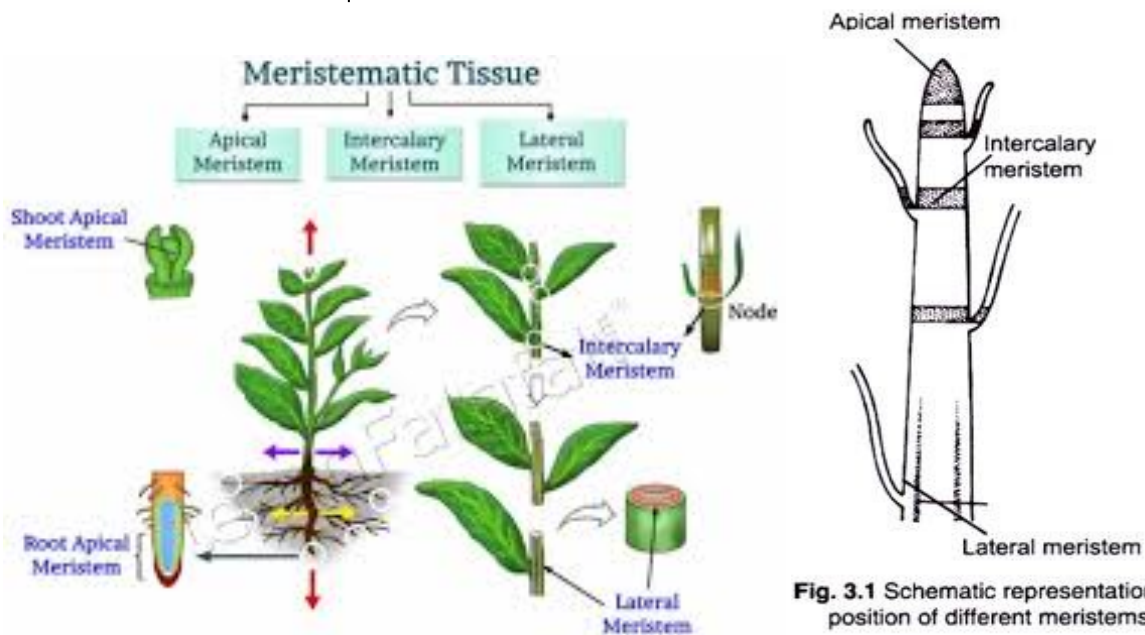 Meristematic Tissue
Apical
Meristem
Intercalary
Meristem
Lateral
Meristem
Shoot Apical
Meristem
Node
Intercalary
Meristem
Root Apical
Meristem
Lateral
Meristem
Apical meristem
Intercalary
meristem
Lateral meristem
Fig. 3.1 Schematic representation
position of different meristems